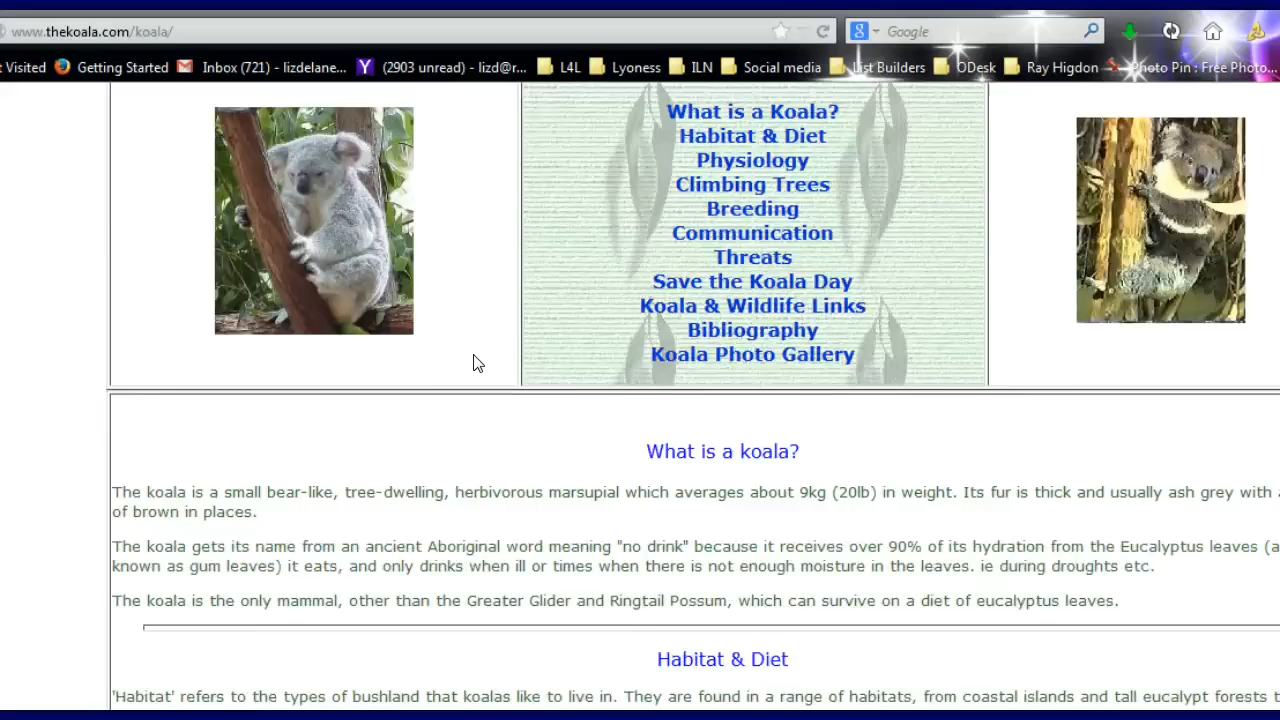 www.thekoala.com/koala/
Google
Visited Getting Started Inbox (721) - lizdelane... (2903 unread) - lizd@r... L4L Lyoness ILN Social media List Builders ODesk Ray Higdon Photo Pin : Free Photo...
What is a Koala?
Habitat & Diet
Physiology
Climbing Trees
Breeding
Communication
Threats
Save the Koala Day
Koala & Wildlife Links
Bibliography
Koala Photo Gallery
What is a koala?
The koala is a small bear-like, tree-dwelling, herbivorous marsupial which averages about 9kg (20lb) in weight. Its fur is thick and usually ash grey with
of brown in places.
The koala gets its name from an ancient Aboriginal word meaning "no drink" because it receives over 90% of its hydration from the Eucalyptus leaves (a
known as gum leaves) it eats, and only drinks when ill or times when there is not enough moisture in the leaves. ie during droughts etc.
The koala is the only mammal, other than the Greater Glider and Ringtail Possum, which can survive on a diet of eucalyptus leaves.
Habitat & Diet
'Habitat' refers to the types of bushland that koalas like to live in. They are found in a range of habitats, from coastal islands and tall eucalypt forests t